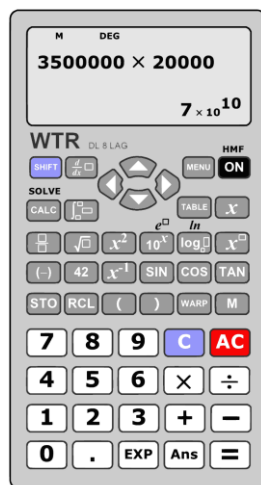 M DEG
3500000 × 20000
7 × 10¹⁰
WTR DL 8 LAG
HMF
SHIFT d/dx□ MENU ON
SOLVE
CALC ∫□ TABLE x
e□ ln
□/□ √□ x² 10ˣ log□ x□
(−) 42 x⁻¹ SIN COS TAN
STO RCL ( ) WARP M
7 8 9 C AC
4 5 6 × ÷
1 2 3 + −
0 . EXP Ans =